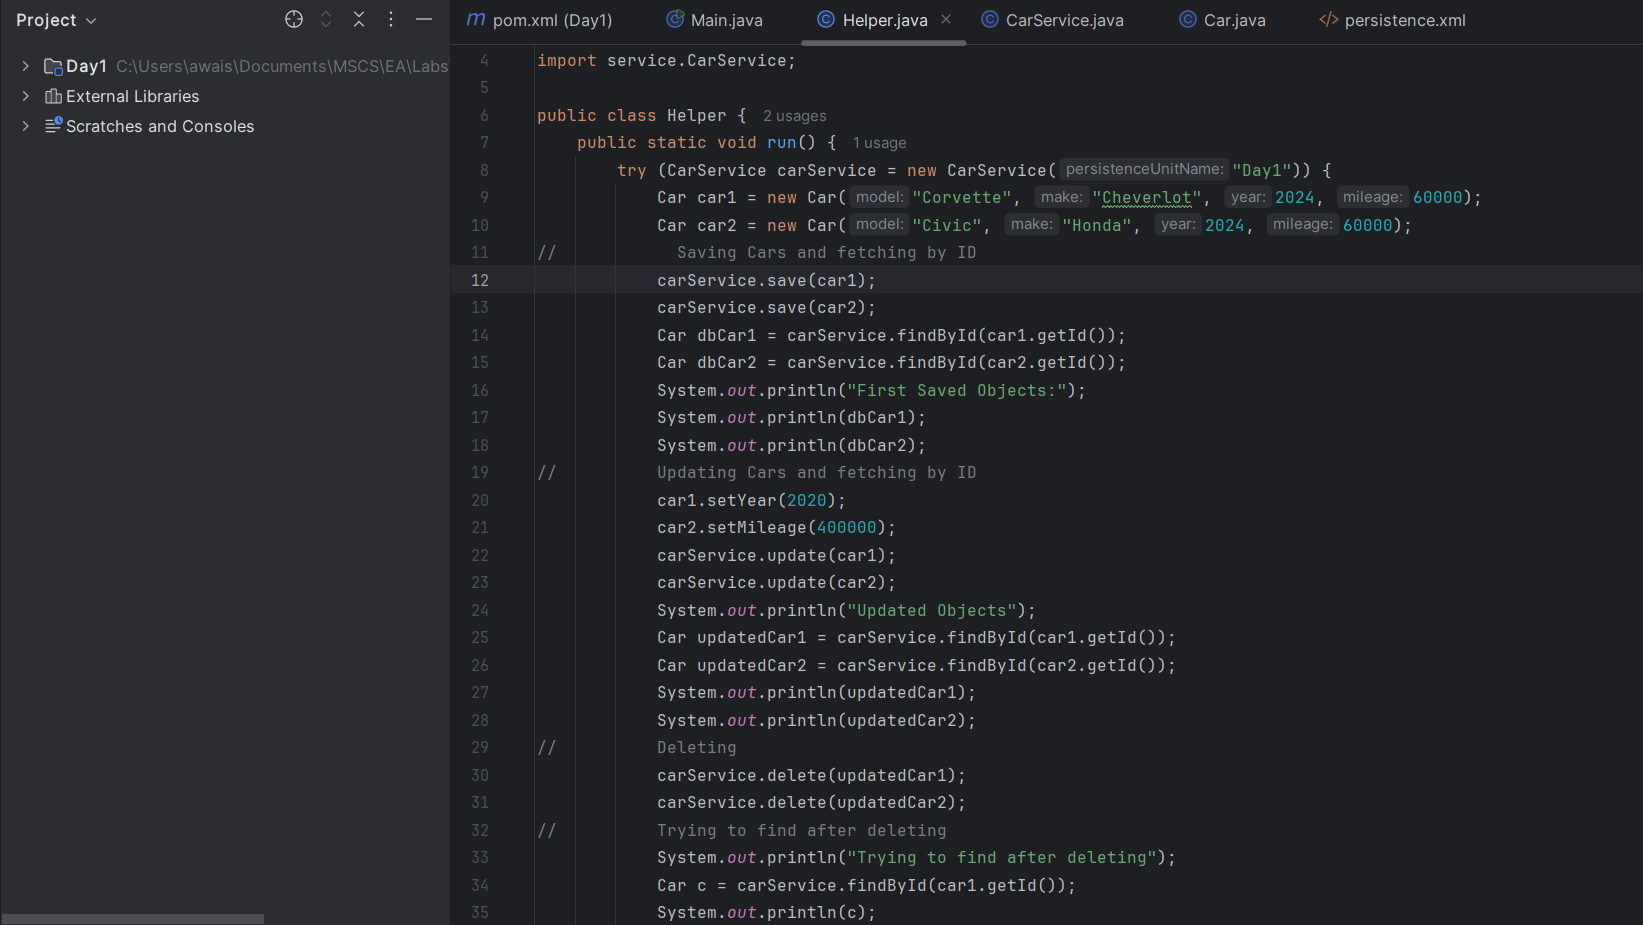 Project
pom.xml (Day1) Main.java Helper.java CarService.java Car.java persistence.xml
Day1 C:\Users\awais\Documents\MSCS\EA\Labs
External Libraries
Scratches and Consoles
4 import service.CarService;
5
6 public class Helper { 2 usages
7 public static void run() { 1 usage
8 try (CarService carService = new CarService( persistenceUnitName: "Day1")) {
9 Car car1 = new Car( model: "Corvette", make: "Cheverlot", year: 2024, mileage: 60000);
10 Car car2 = new Car( model: "Civic", make: "Honda", year: 2024, mileage: 60000);
11 // Saving Cars and fetching by ID
12 carService.save(car1);
13 carService.save(car2);
14 Car dbCar1 = carService.findById(car1.getId());
15 Car dbCar2 = carService.findById(car2.getId());
16 System.out.println("First Saved Objects:");
17 System.out.println(dbCar1);
18 System.out.println(dbCar2);
19 // Updating Cars and fetching by ID
20 car1.setYear(2020);
21 car2.setMileage(400000);
22 carService.update(car1);
23 carService.update(car2);
24 System.out.println("Updated Objects");
25 Car updatedCar1 = carService.findById(car1.getId());
26 Car updatedCar2 = carService.findById(car2.getId());
27 System.out.println(updatedCar1);
28 System.out.println(updatedCar2);
29 // Deleting
30 carService.delete(updatedCar1);
31 carService.delete(updatedCar2);
32 // Trying to find after deleting
33 System.out.println("Trying to find after deleting");
34 Car c = carService.findById(car1.getId());
35 System.out.println(c);